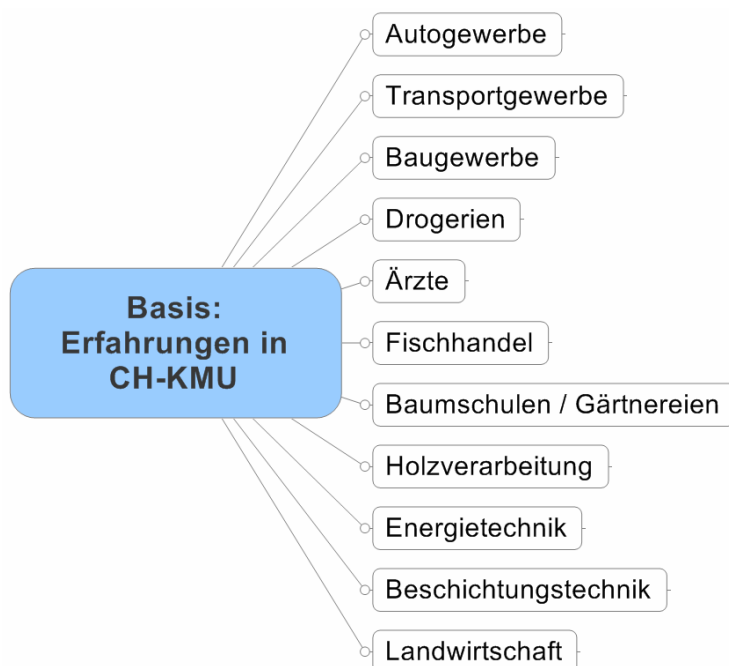 Autogewerbe
Transportgewerbe
Baugewerbe
Drogerien
Ärzte
Basis:
Erfahrungen in
CH-KMU
Fischhandel
Baumschulen / Gärtnereien
Holzverarbeitung
Energietechnik
Beschichtungstechnik
Landwirtschaft